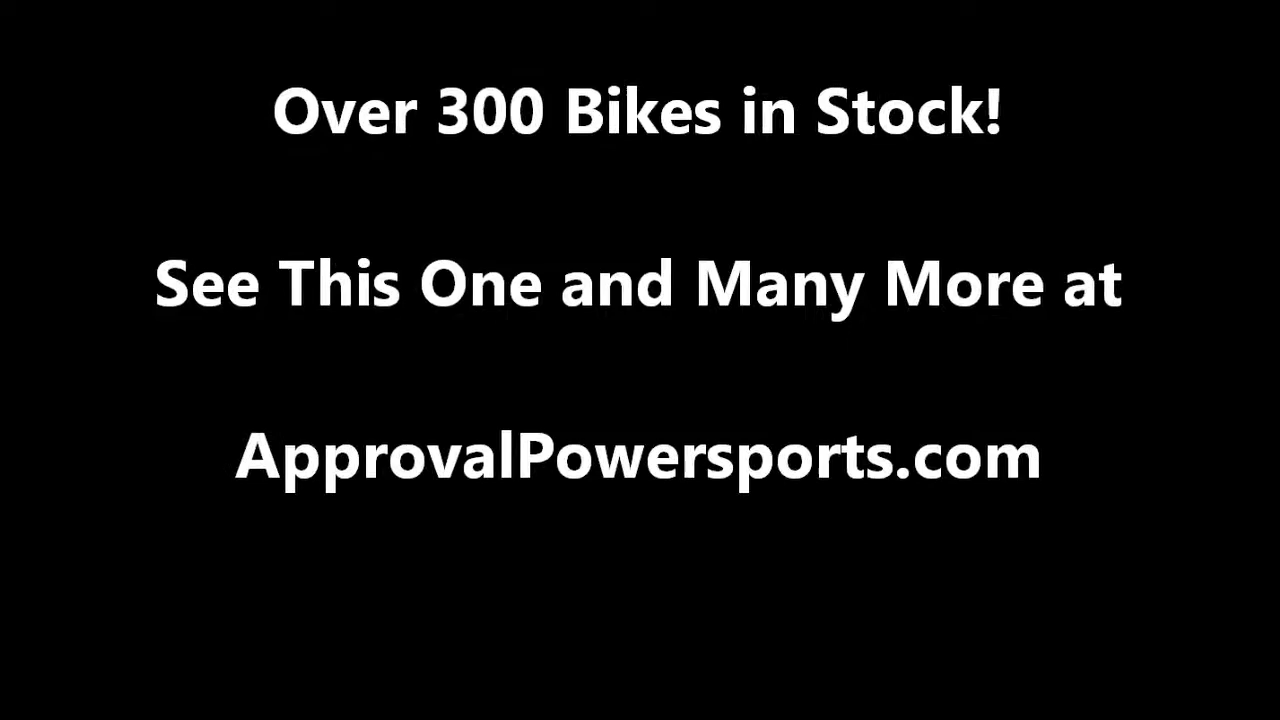 Over 300 Bikes in Stock!
See This One and Many More at
ApprovalPowersports.com